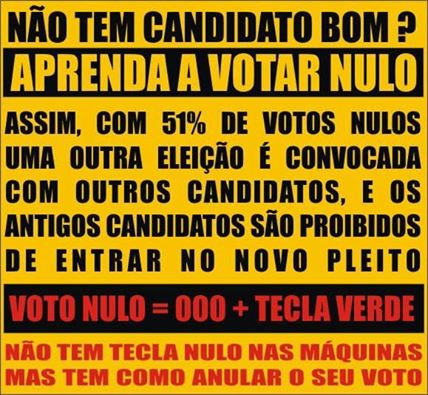 NÃO TEM CANDIDATO BOM ?
APRENDA A VOTAR NULO
ASSIM, COM 51% DE VOTOS NULOS
UMA OUTRA ELEIÇÃO É CONVOCADA
COM OUTROS CANDIDATOS, E OS
ANTIGOS CANDIDATOS SÃO PROIBIDOS
DE ENTRAR NO NOVO PLEITO
VOTO NULO = 000 + TECLA VERDE
NÃO TEM TECLA NULO NAS MÁQUINAS
MAS TEM COMO ANULAR O SEU VOTO